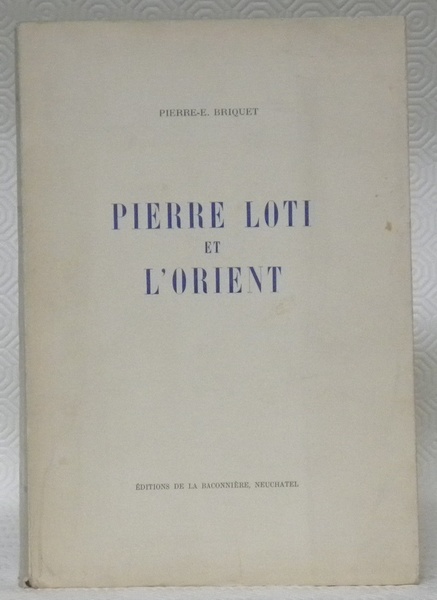 PIERRE-E. BRIQUET
PIERRE LOTI
ET
L'ORIENT
ÉDITIONS DE LA BACONNIÈRE, NEUCHATEL